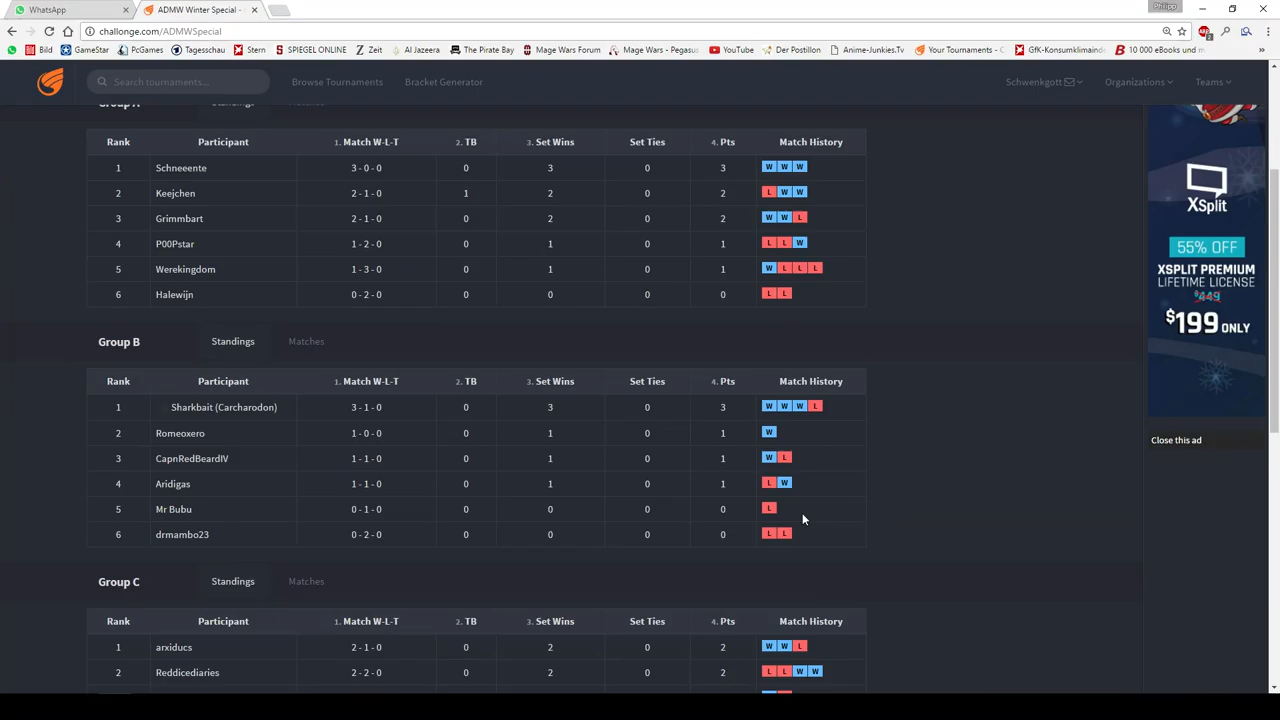 WhatsApp
ADMW Winter Special -
Philipp
challonge.com/ADMWSpecial
Bild GameStar PcGames Tagesschau Stern SPIEGEL ONLINE Zeit Al Jazeera The Pirate Bay Mage Wars Forum Mage Wars - Pegasus YouTube Der Postillon Anime-Junkies.Tv Your Tournaments - C GfK-Konsumklimaind 10 000 eBooks und m »
Search tournaments... Browse Tournaments Bracket Generator Schwenkgott Organizations Teams
Group A Standings Matches
Rank Participant 1. Match W-L-T 2. TB 3. Set Wins Set Ties 4. Pts Match History
1 Schneeente 3 - 0 - 0 0 3 0 3 W W W
2 Keejchen 2 - 1 - 0 1 2 0 2 L W W
3 Grimmbart 2 - 1 - 0 0 2 0 2 W W L
4 P00Pstar 1 - 2 - 0 0 1 0 1 L L W
5 Werekingdom 1 - 3 - 0 0 1 0 1 W L L L
6 Halewijn 0 - 2 - 0 0 0 0 0 L L
Group B Standings Matches
Rank Participant 1. Match W-L-T 2. TB 3. Set Wins Set Ties 4. Pts Match History
1 Sharkbait (Carcharodon) 3 - 1 - 0 0 3 0 3 W W W L
2 Romeoxero 1 - 0 - 0 0 1 0 1 W
3 CapnRedBeardIV 1 - 1 - 0 0 1 0 1 W L
4 Aridigas 1 - 1 - 0 0 1 0 1 L W
5 Mr Bubu 0 - 1 - 0 0 0 0 0 L
6 drmambo23 0 - 2 - 0 0 0 0 0 L L
Group C Standings Matches
Rank Participant 1. Match W-L-T 2. TB 3. Set Wins Set Ties 4. Pts Match History
1 arxiducs 2 - 1 - 0 0 2 0 2 W W L
2 Reddicediaries 2 - 2 - 0 0 2 0 2 L L W W
XSplit
55% OFF
XSPLIT PREMIUM
LIFETIME LICENSE
$449
$199 ONLY
Close this ad